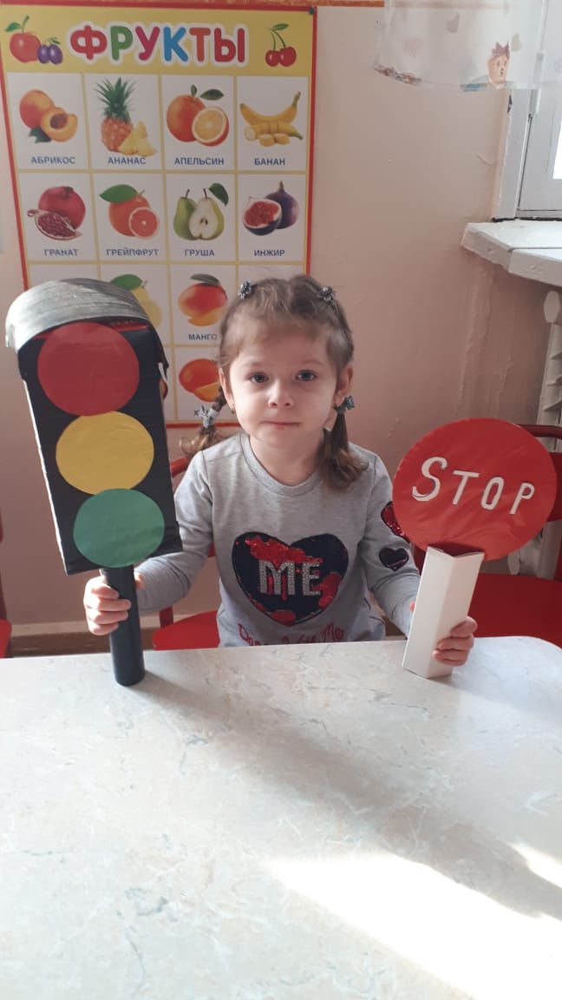 ФРУКТЫ
АБРИКОС АНАНАС АПЕЛЬСИН БАНАН
ГРАНАТ ГРЕЙПФРУТ ГРУША ИНЖИР
МАНГО
STOP
ME